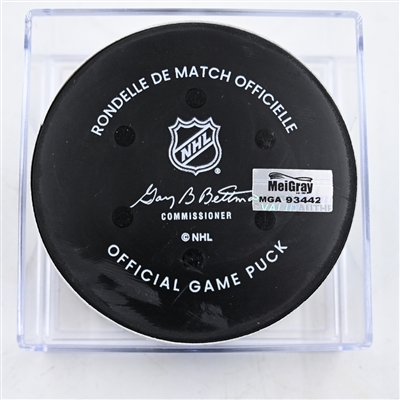 RONDELLE DE MATCH OFFICIELLE
NHL
Gary B Bettman
COMMISSIONER
© NHL
OFFICIAL GAME PUCK
MeiGray
MGA 93442